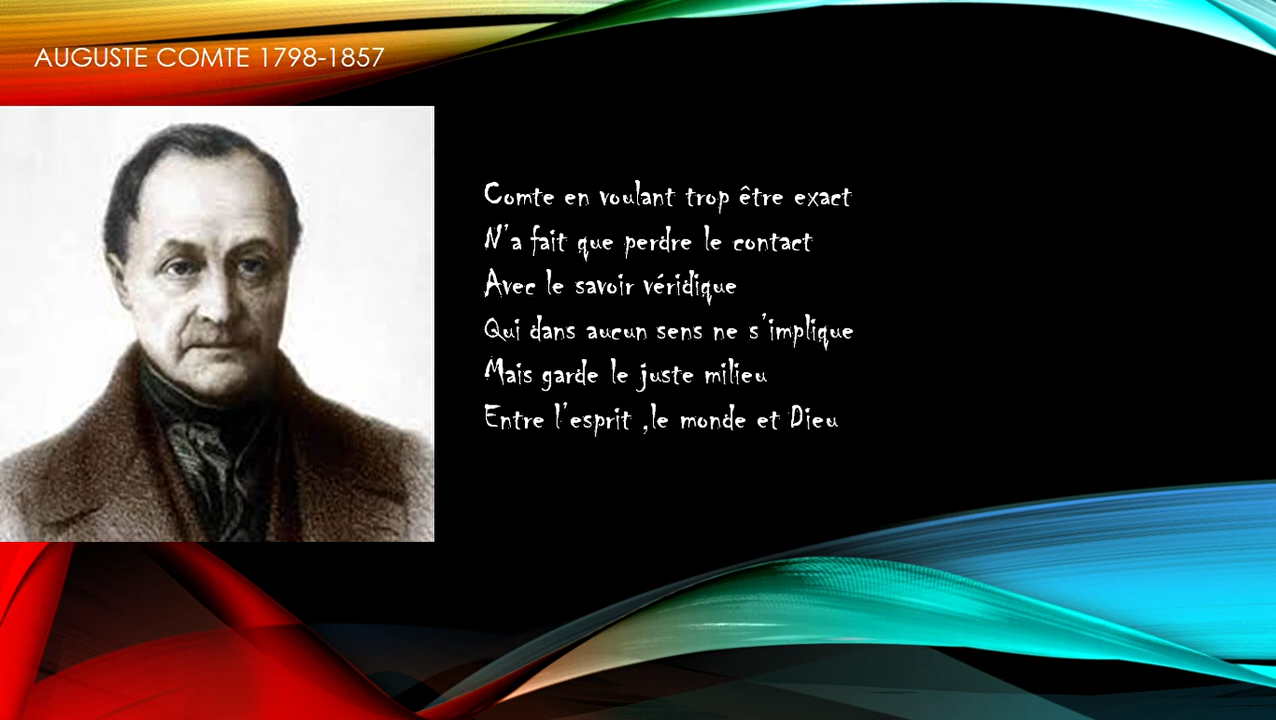 AUGUSTE COMTE 1798-1857
Comte en voulant trop être exact
N'a fait que perdre le contact
Avec le savoir véridique
Qui dans aucun sens ne s'implique
Mais garde le juste milieu
Entre l'esprit ,le monde et Dieu